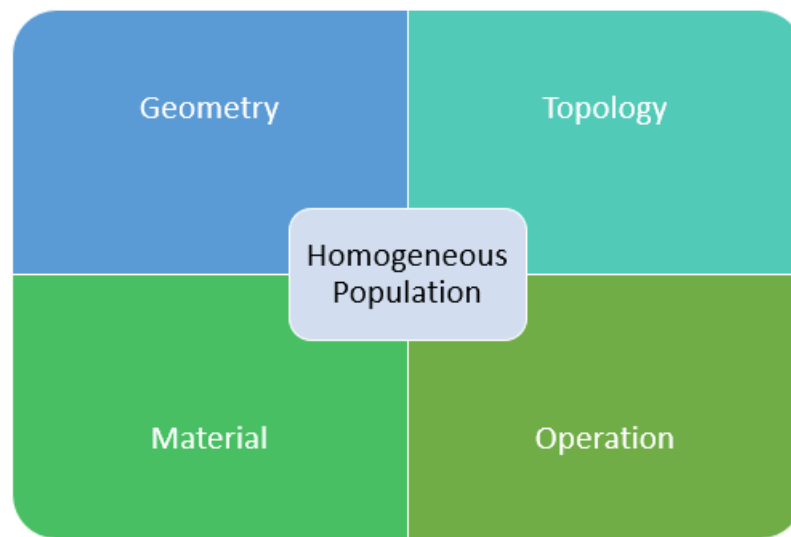 Geometry
Topology
Homogeneous
Population
Material
Operation